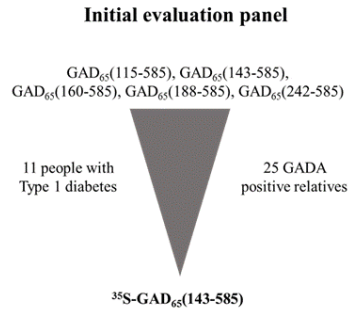 Initial evaluation panel
GAD₆₅(115-585), GAD₆₅(143-585),
GAD₆₅(160-585), GAD₆₅(188-585), GAD₆₅(242-585)
11 people with
Type 1 diabetes
25 GADA
positive relatives
³⁵S-GAD₆₅(143-585)